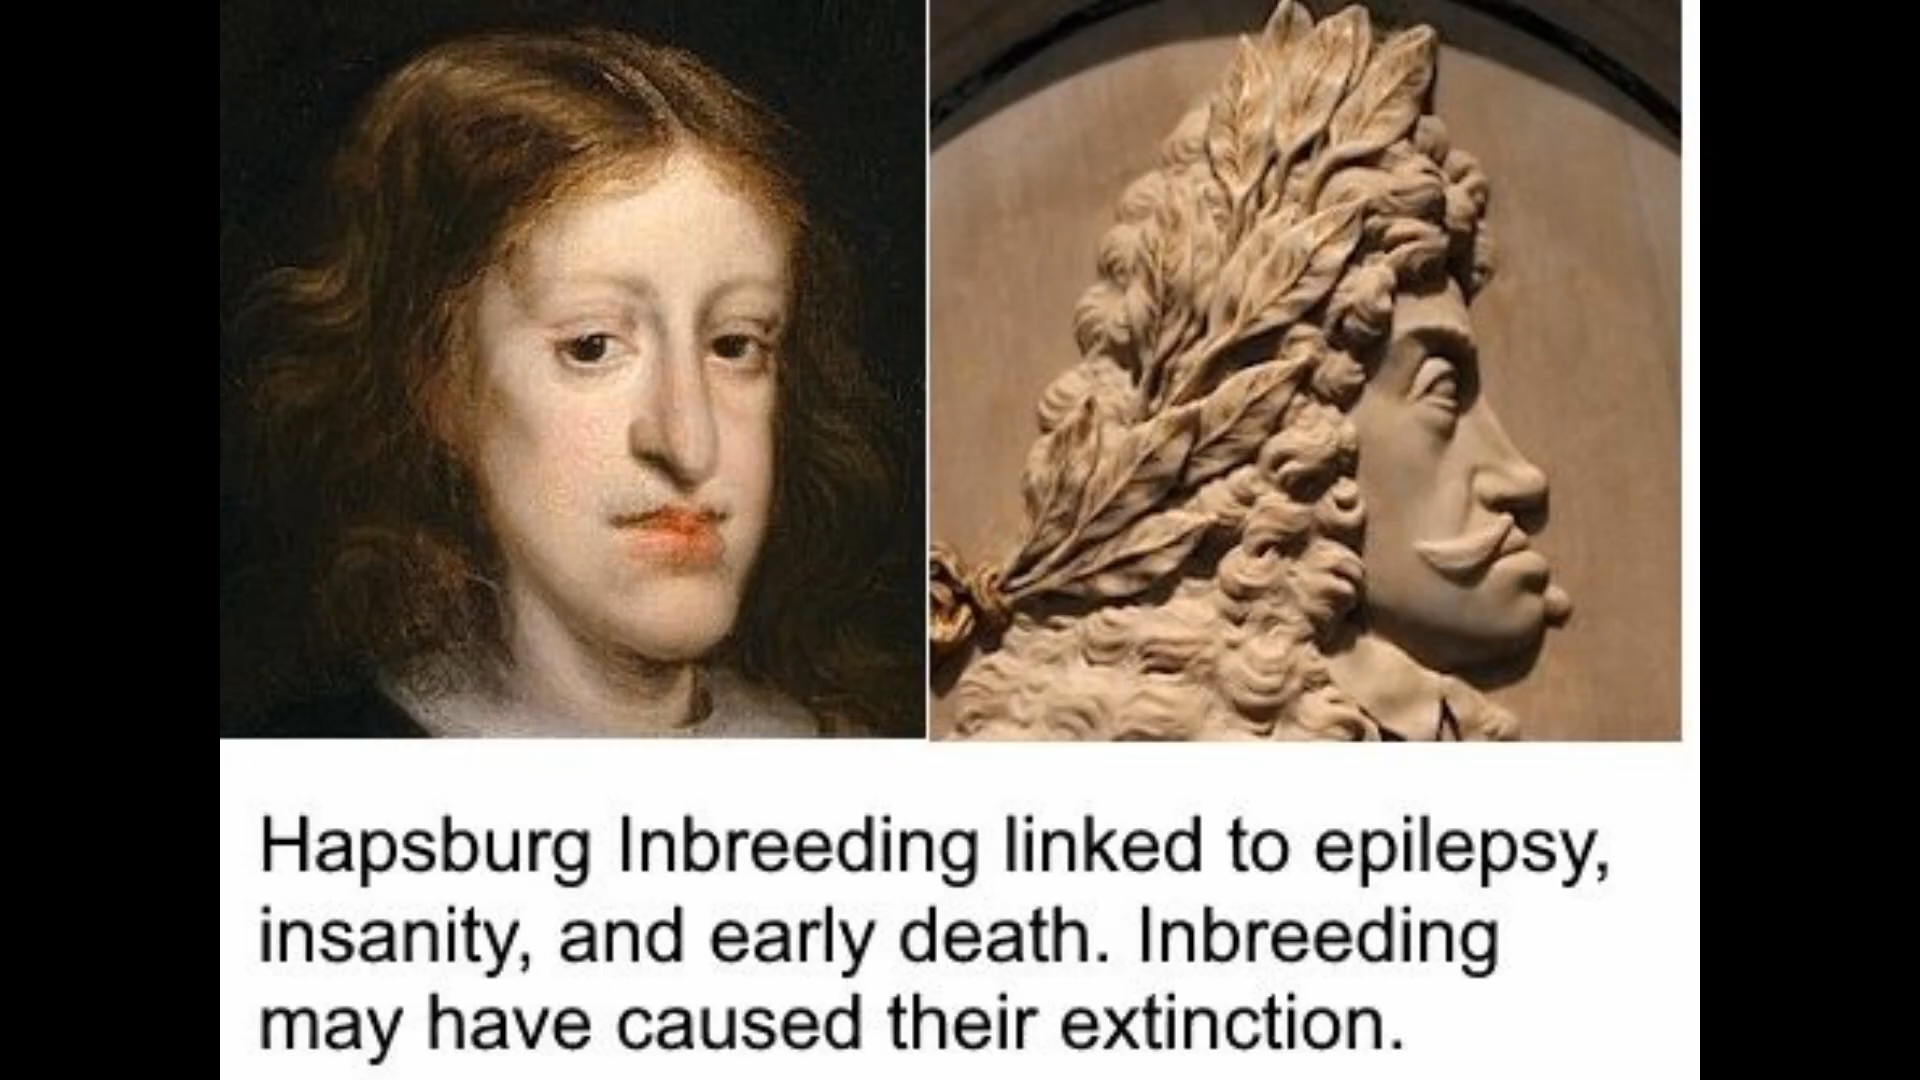 Hapsburg Inbreeding linked to epilepsy,
insanity, and early death. Inbreeding
may have caused their extinction.